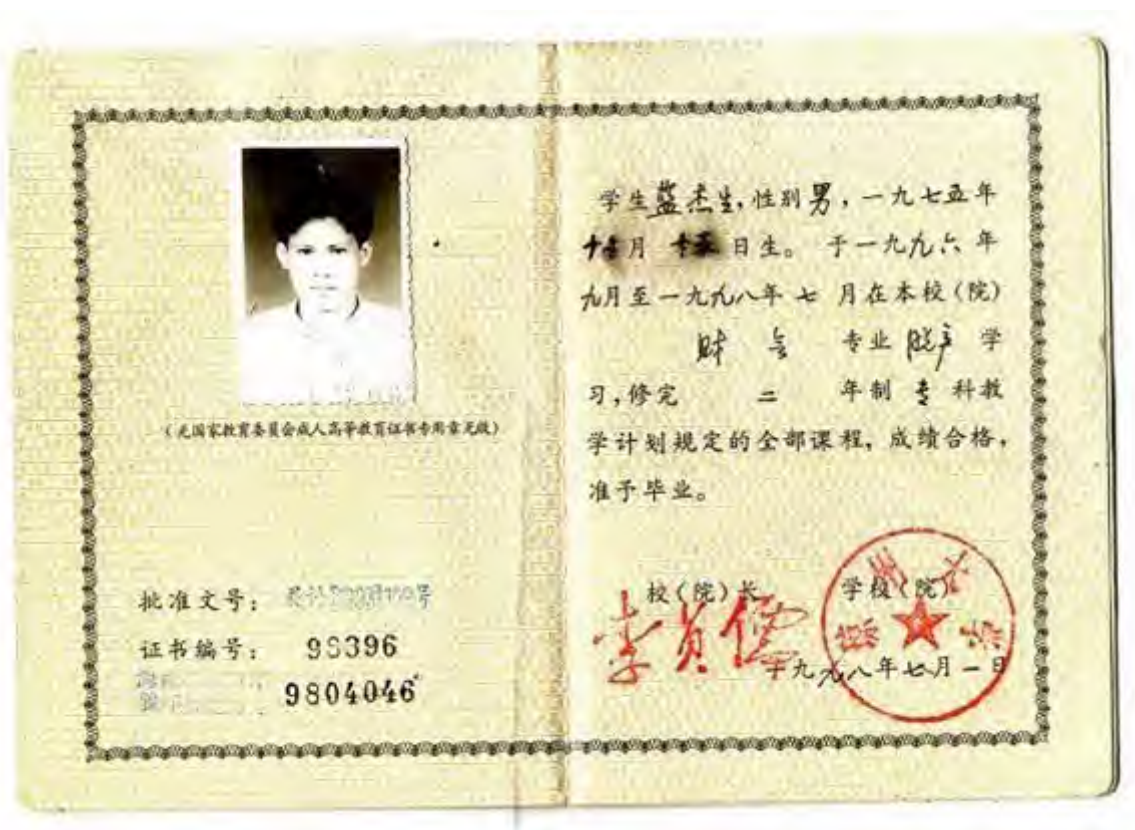 (无国家教育委员会成人高等教育证书专用章无效)
批准文号:
证书编号: 98396
9804046
学生蓝杰生,性别男,一九七五年
月 日生。于一九九六年
九月至一九九八年七月在本校(院)
财会 专业脱产学
习,修完 二 年制专科教
学计划规定的全部课程,成绩合格,
准予毕业。
校(院)长
学校(院)
李贵儒
一九九八年七月一日